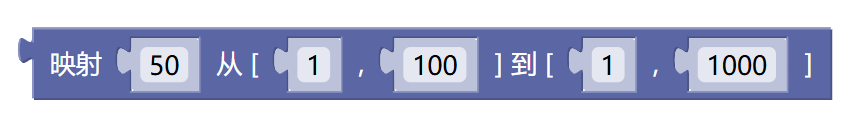 映射 50 从 [ 1 , 100 ] 到 [ 1 , 1000 ]